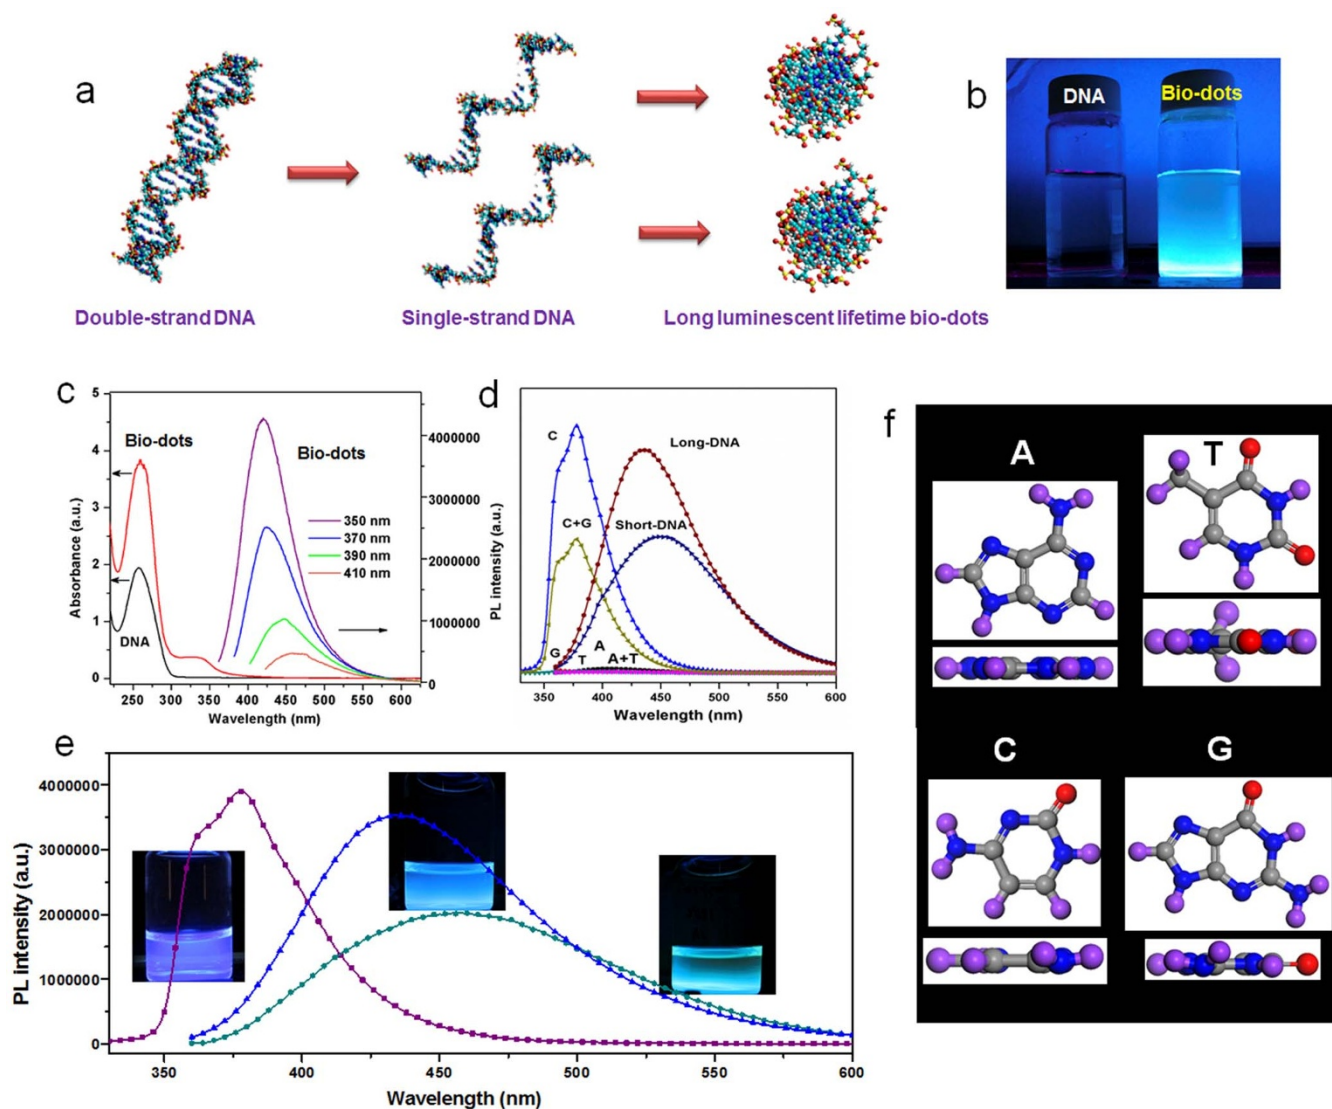 a
Double-strand DNA
Single-strand DNA
Long luminescent lifetime bio-dots
b
DNA
Bio-dots
c
Absorbance (a.u.)
5
4
3
2
1
0
Bio-dots
DNA
Bio-dots
350 nm
370 nm
390 nm
410 nm
4000000
3000000
2000000
1000000
0
PL intensity (a.u.)
250 300 350 400 450 500 550 600
Wavelength (nm)
d
C
C+G
G
T
A
A+T
Long-DNA
Short-DNA
350 400 450 500 550 600
Wavelength (nm)
e
PL intensity (a.u.)
4000000
3000000
2000000
1000000
0
350 400 450 500 550 600
Wavelength (nm)
f
A
T
C
G